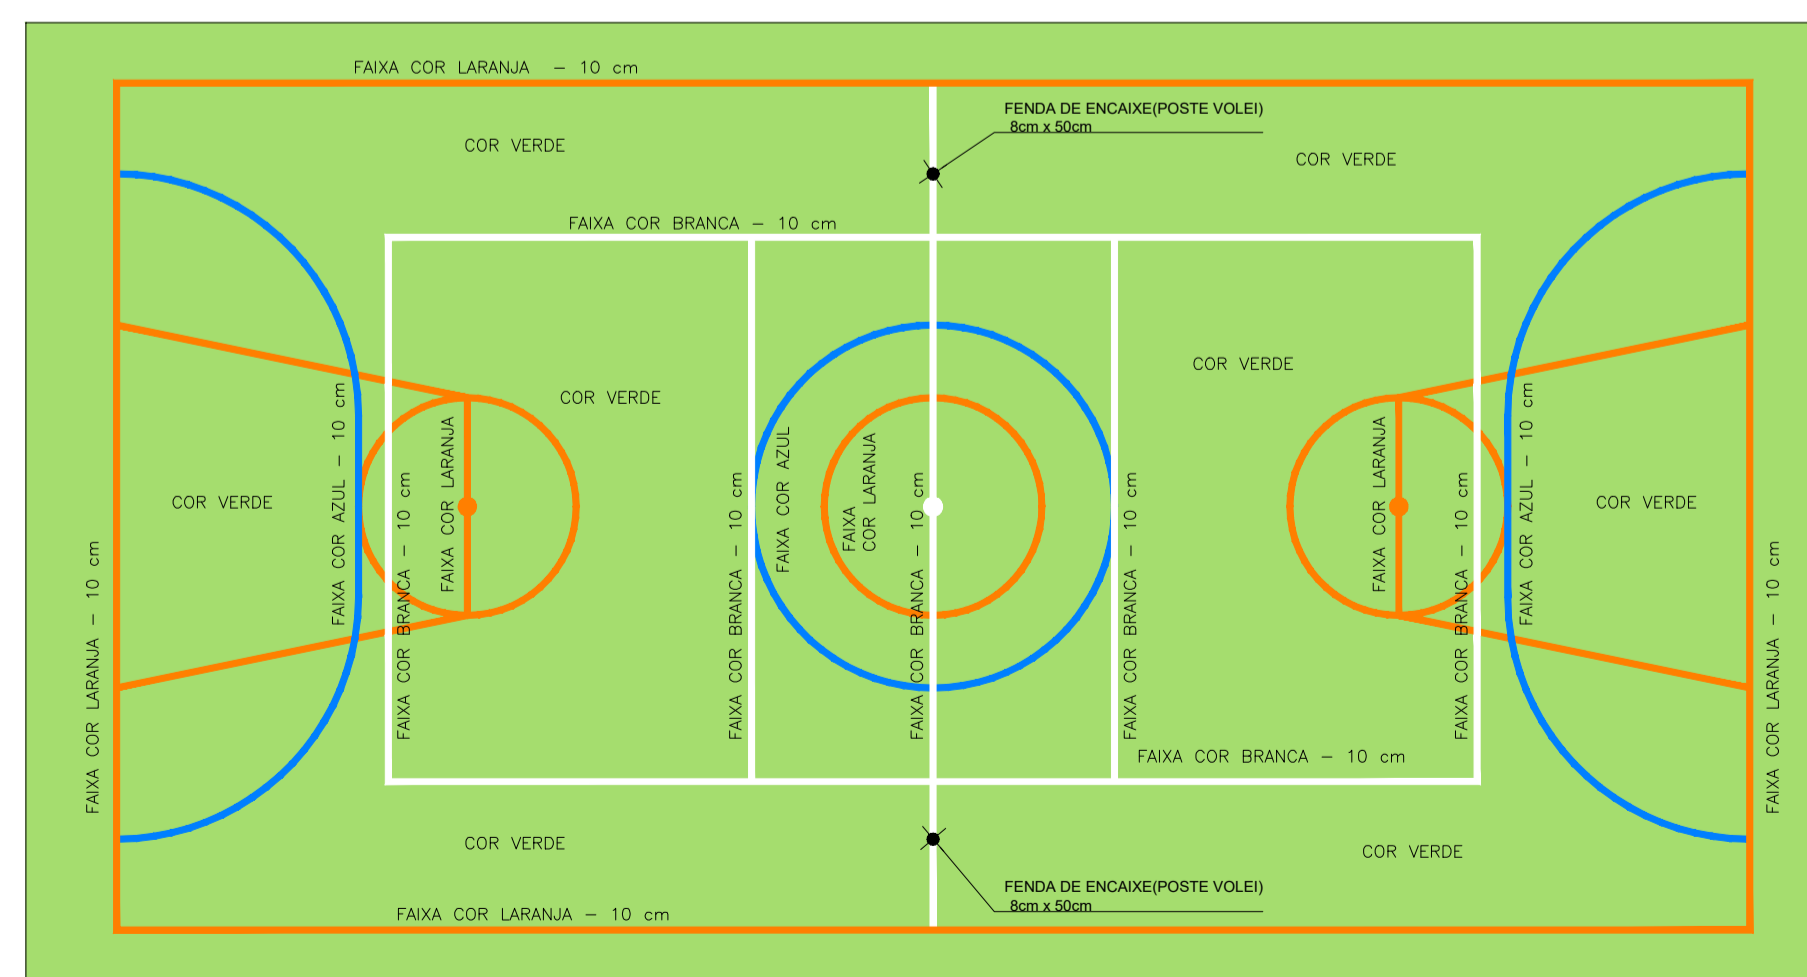 FAIXA COR LARANJA - 10 cm
FENDA DE ENCAIXE(POSTE VOLEI)
8cm x 50cm
COR VERDE
COR VERDE
FAIXA COR BRANCA - 10 cm
COR VERDE
COR VERDE
FAIXA COR AZUL - 10 cm
FAIXA COR LARANJA
FAIXA COR AZUL
FAIXA
COR LARANJA
FAIXA COR LARANJA
FAIXA COR AZUL - 10 cm
COR VERDE
COR VERDE
FAIXA COR LARANJA - 10 cm
FAIXA COR BRANCA - 10 cm
FAIXA COR BRANCA - 10 cm
FAIXA COR BRANCA - 10 cm
FAIXA COR BRANCA - 10 cm
FAIXA COR BRANCA - 10 cm
FAIXA COR LARANJA - 10 cm
FAIXA COR BRANCA - 10 cm
COR VERDE
COR VERDE
FENDA DE ENCAIXE(POSTE VOLEI)
8cm x 50cm
FAIXA COR LARANJA - 10 cm